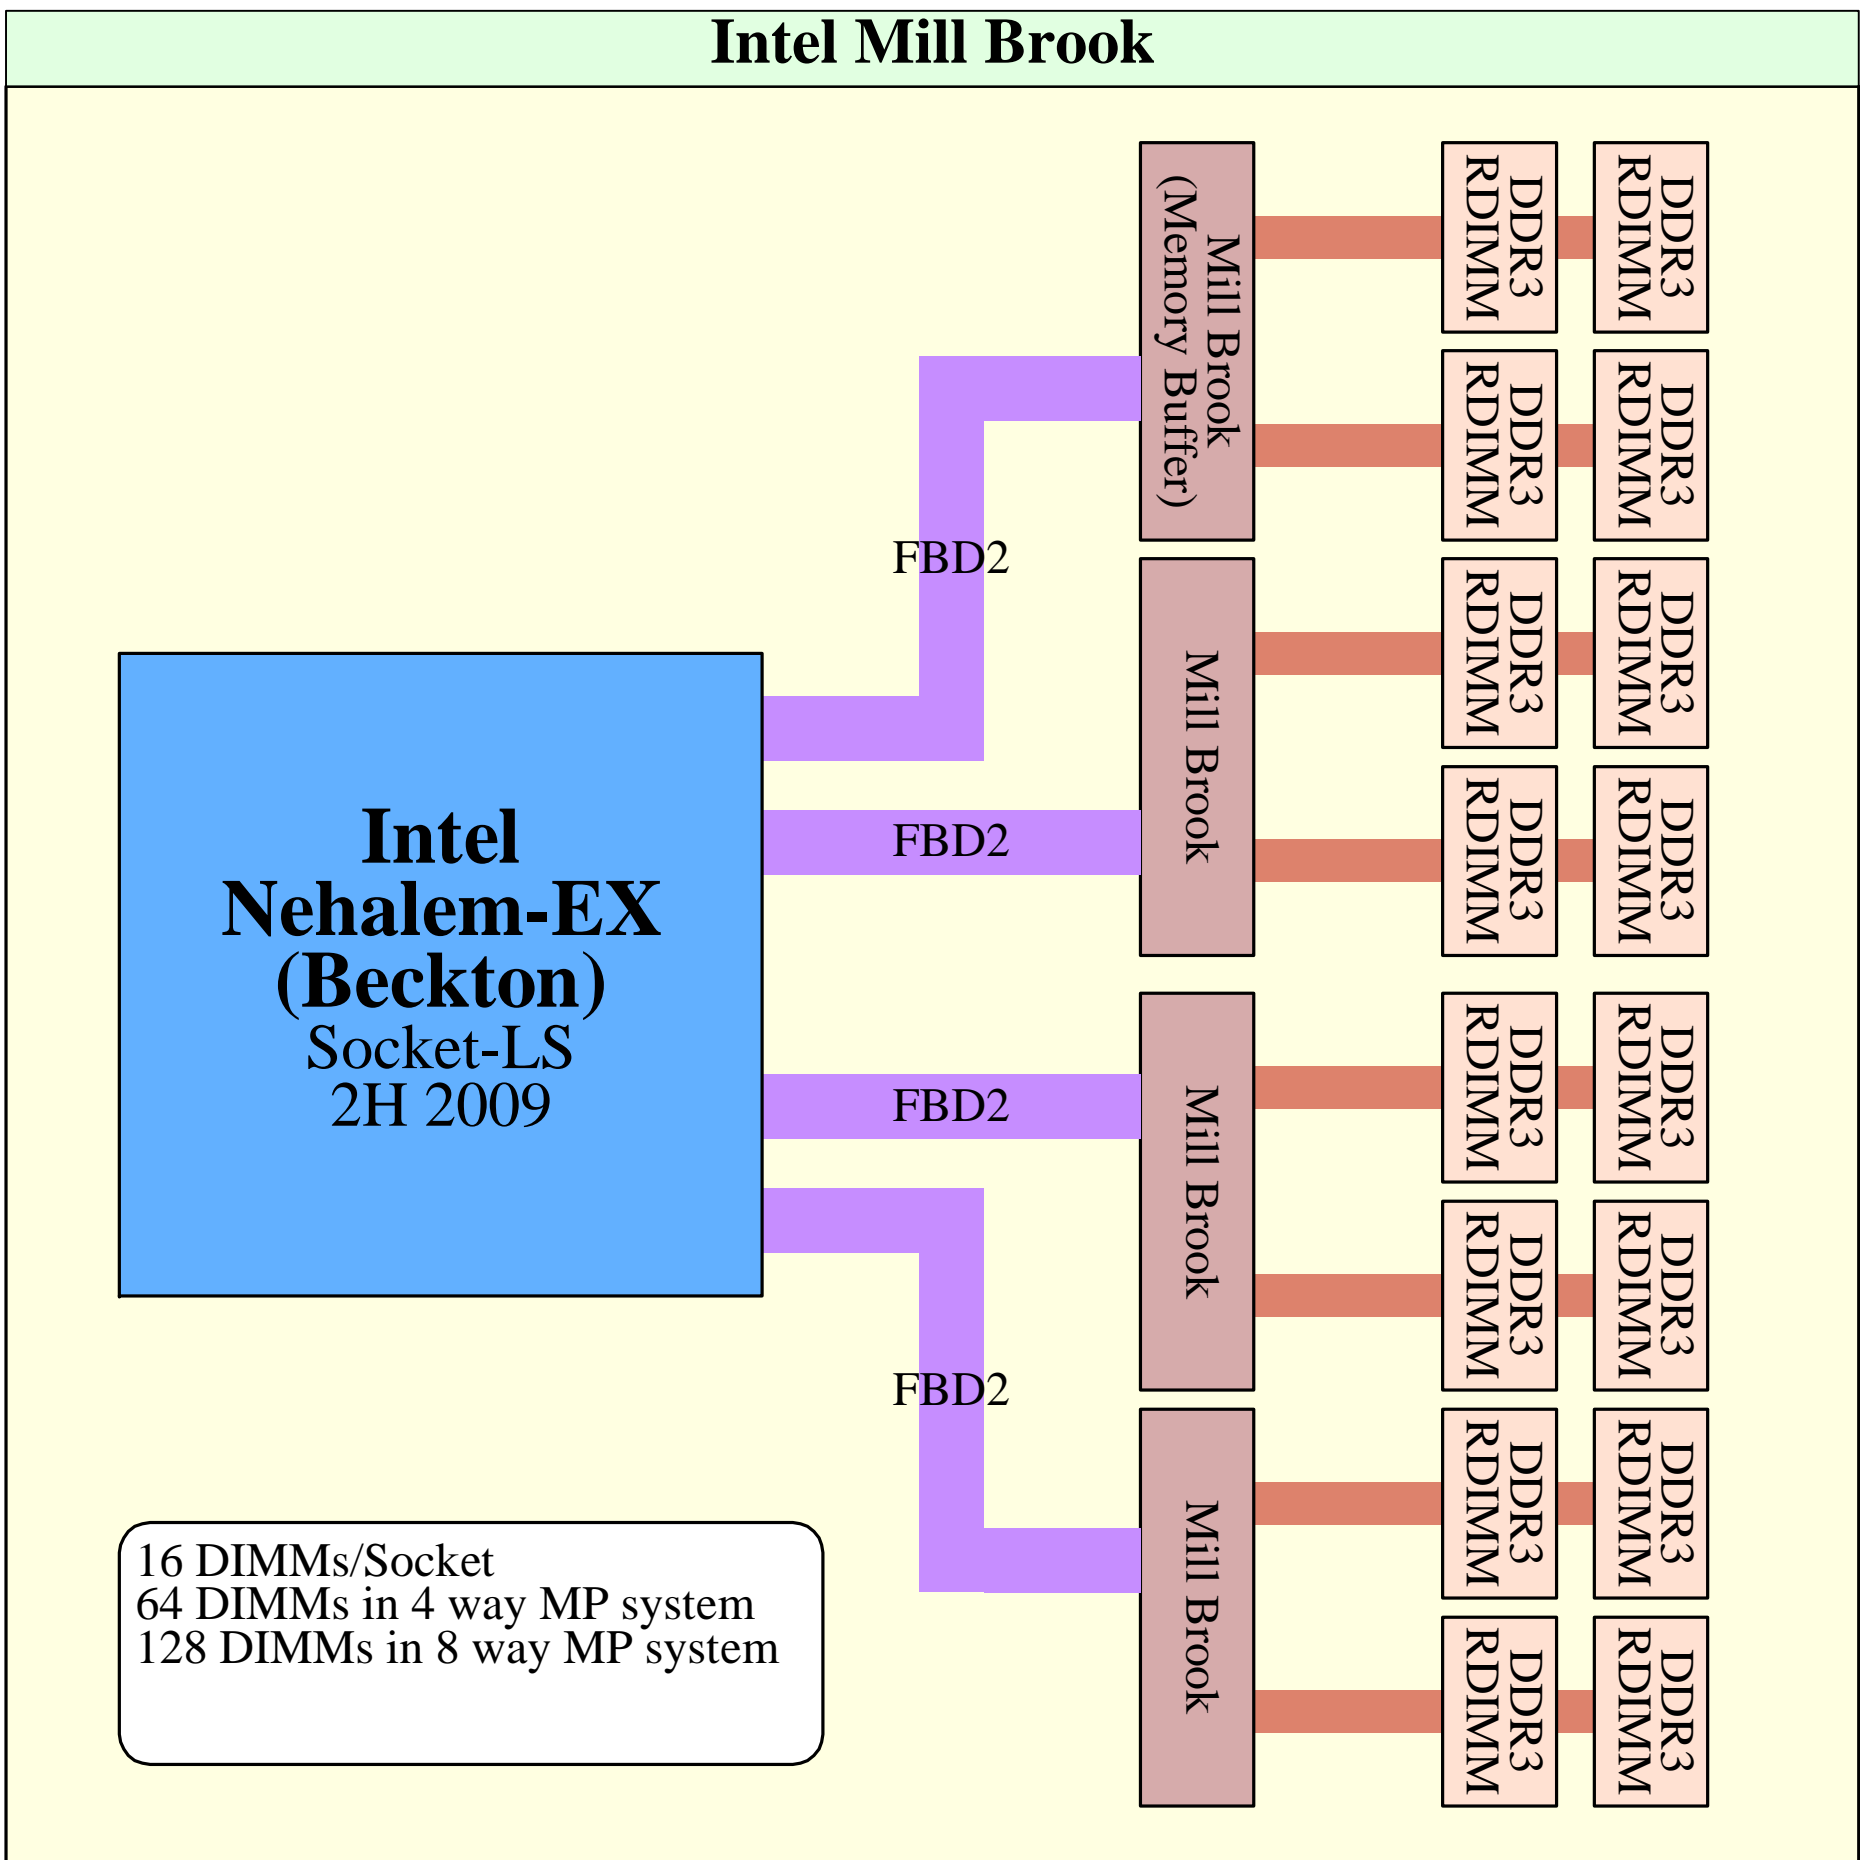 Intel Mill Brook
Mill Brook
(Memory Buffer)
DDR3
RDIMM
DDR3
RDIMM
DDR3
RDIMM
DDR3
RDIMM
FBD2
Mill Brook
DDR3
RDIMM
DDR3
RDIMM
DDR3
RDIMM
DDR3
RDIMM
FBD2
Intel
Nehalem-EX
(Beckton)
Socket-LS
2H 2009
FBD2
Mill Brook
DDR3
RDIMM
DDR3
RDIMM
DDR3
RDIMM
DDR3
RDIMM
FBD2
Mill Brook
DDR3
RDIMM
DDR3
RDIMM
DDR3
RDIMM
DDR3
RDIMM
16 DIMMs/Socket
64 DIMMs in 4 way MP system
128 DIMMs in 8 way MP system